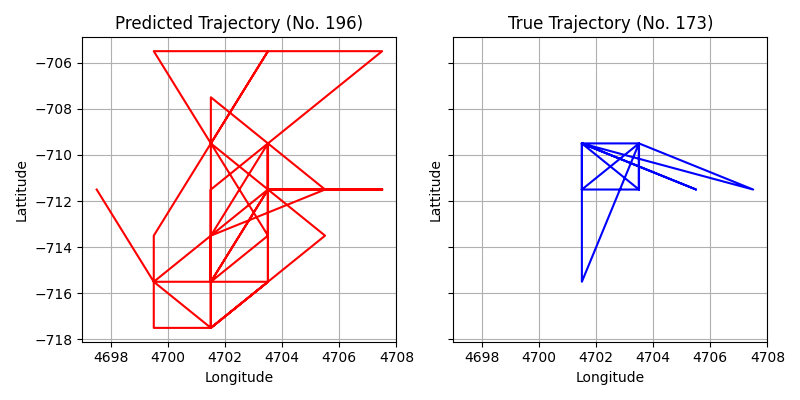 Predicted Trajectory (No. 196)
Lattitude
−706
−708
−710
−712
−714
−716
−718
4698 4700 4702 4704 4706 4708
Longitude
True Trajectory (No. 173)
Lattitude
4698 4700 4702 4704 4706 4708
Longitude